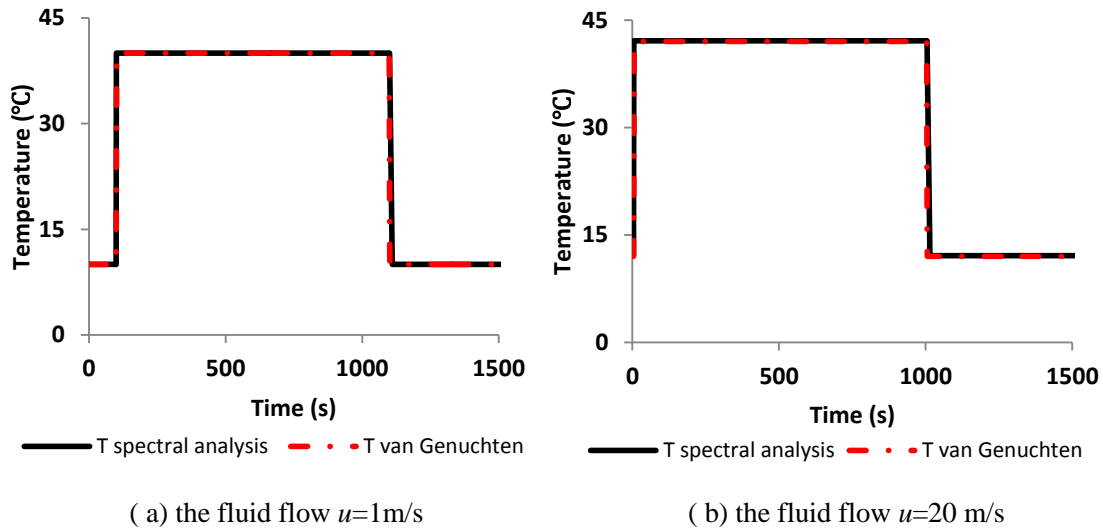 45
30
15
0
Temperature (℃)
0 500 1000 1500
Time (s)
T spectral analysis T van Genuchten
( a) the fluid flow u=1m/s
45
30
15
0
Temperature (℃)
0 500 1000 1500
Time (s)
T spectral analysis T van Genuchten
( b) the fluid flow u=20 m/s